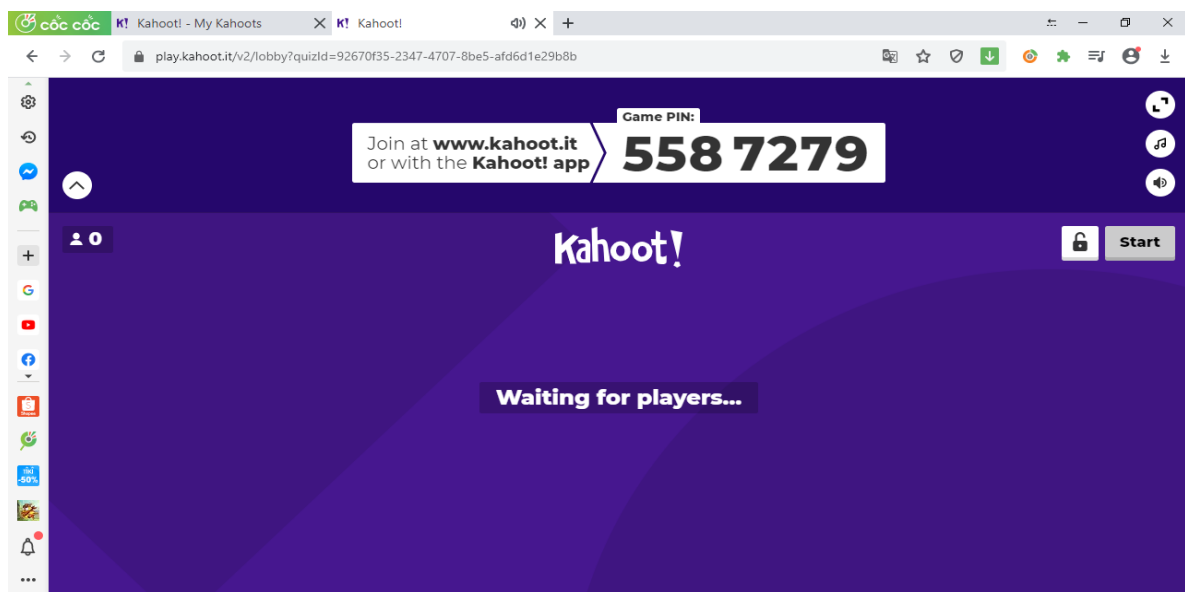 cốc cốc
K! Kahoot! - My Kahoots
K! Kahoot!
play.kahoot.it/v2/lobby?quizId=92670f35-2347-4707-8be5-afd6d1e29b8b
Game PIN:
Join at www.kahoot.it
or with the Kahoot! app
558 7279
0
Kahoot!
Start
Waiting for players...
-50%